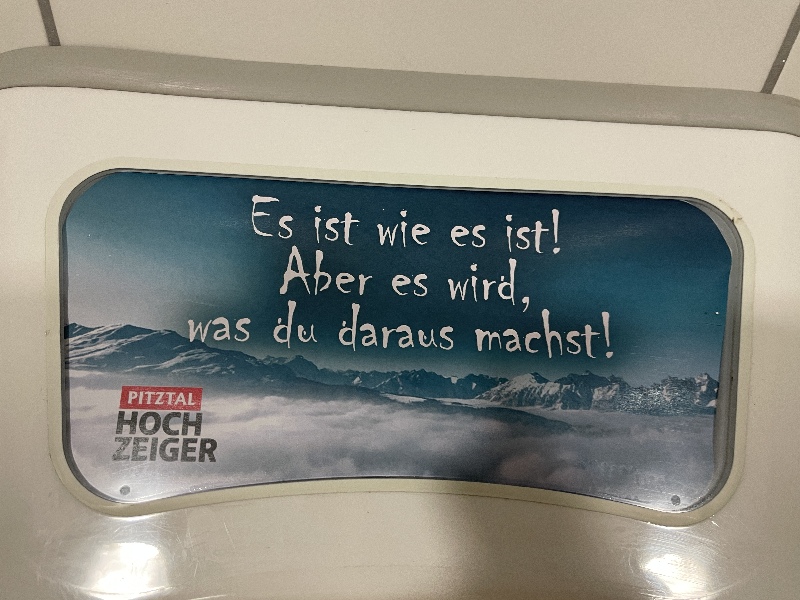 Es ist wie es ist!
Aber es wird,
was du daraus machst!
PITZTAL
HOCH
ZEIGER